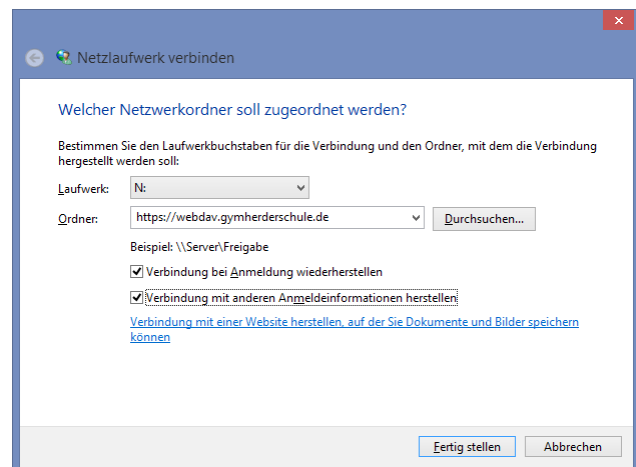 Netzlaufwerk verbinden
Welcher Netzwerkordner soll zugeordnet werden?
Bestimmen Sie den Laufwerkbuchstaben für die Verbindung und den Ordner, mit dem die Verbindung
hergestellt werden soll:
Laufwerk: N:
Ordner: https://webdav.gymherderschule.de Durchsuchen...
Beispiel: \\Server\Freigabe
Verbindung bei Anmeldung wiederherstellen
Verbindung mit anderen Anmeldeinformationen herstellen
Verbindung mit einer Website herstellen, auf der Sie Dokumente und Bilder speichern
können
Fertig stellen Abbrechen